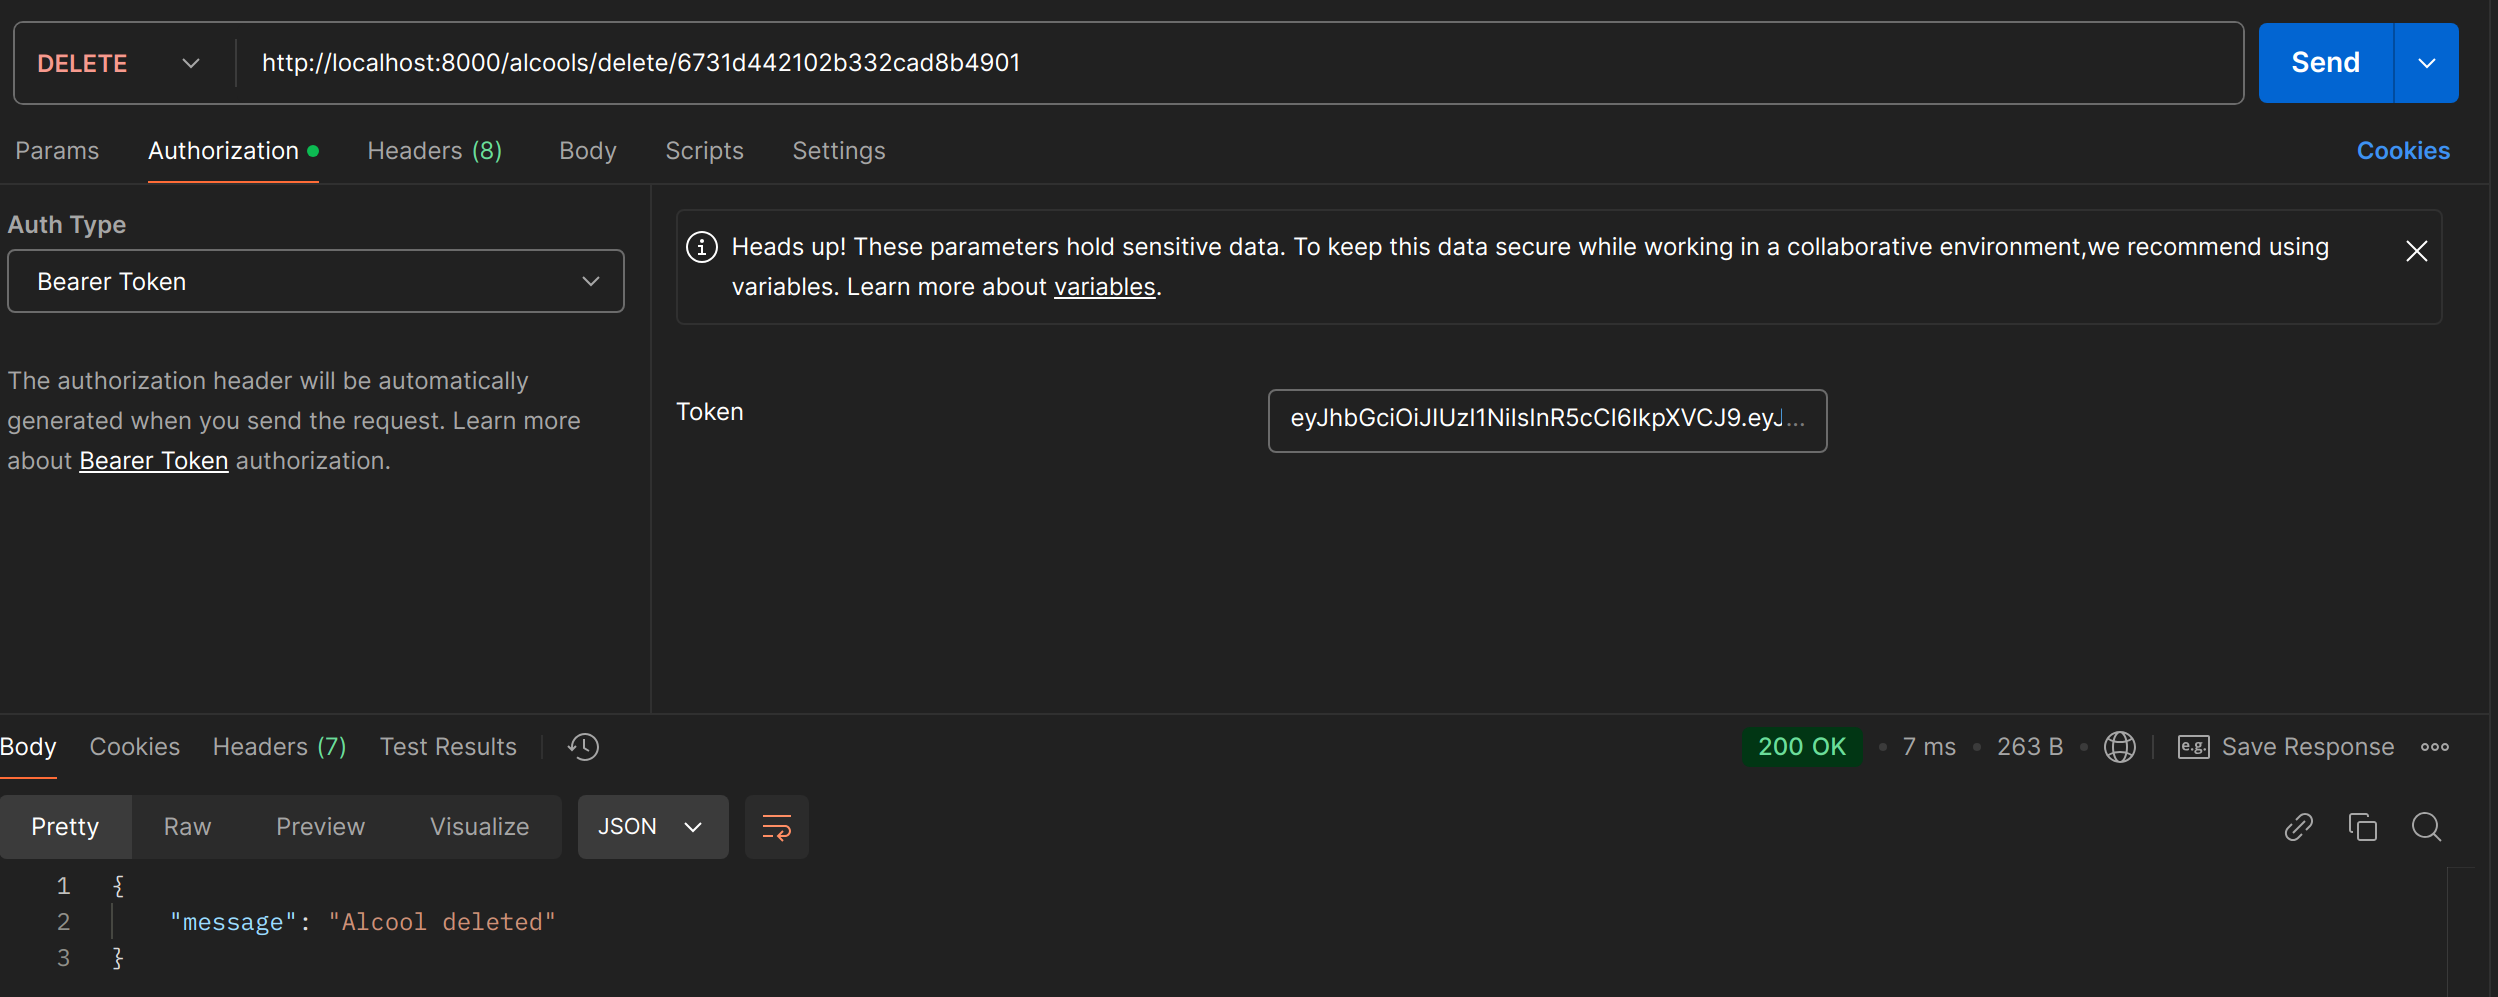 DELETE http://localhost:8000/alcools/delete/6731d442102b332cad8b4901 Send
Params Authorization Headers (8) Body Scripts Settings Cookies
Auth Type
Bearer Token
The authorization header will be automatically
generated when you send the request. Learn more
about Bearer Token authorization.
Heads up! These parameters hold sensitive data. To keep this data secure while working in a collaborative environment,we recommend using
variables. Learn more about variables.
Token eyJhbGciOiJIUzI1NiIsInR5cCI6IkpXVCJ9.eyJ...
Body Cookies Headers (7) Test Results 200 OK 7 ms 263 B e.g. Save Response
Pretty Raw Preview Visualize JSON
1 {
2 "message": "Alcool deleted"
3 }